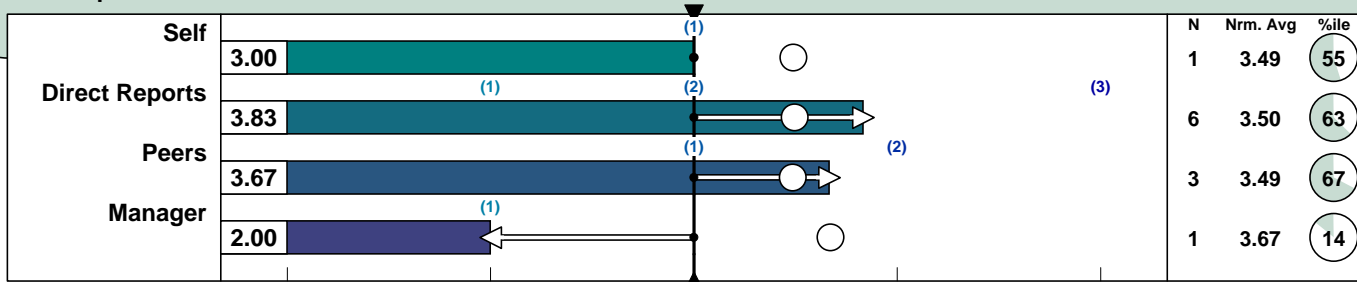 N Nrm. Avg %ile
Self (1)
3.00 1 3.49 55
Direct Reports (1) (2) (3)
3.83 6 3.50 63
Peers (1) (2)
3.67 3 3.49 67
Manager (1)
2.00 1 3.67 14